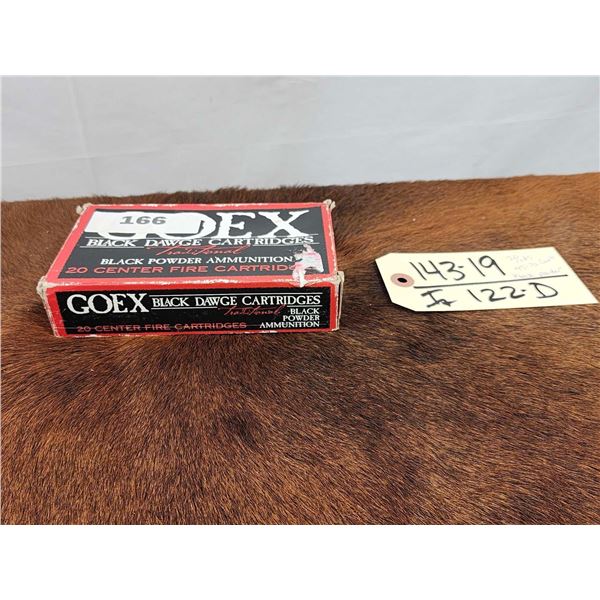 166
GOEX
BLACK DAWGE CARTRIDGES
Traditional
BLACK POWDER AMMUNITION
20 CENTER FIRE CARTRIDGES
GOEX BLACK DAWGE CARTRIDGES
Traditional BLACK
POWDER
20 CENTER FIRE CARTRIDGES AMMUNITION
143-19
122-D